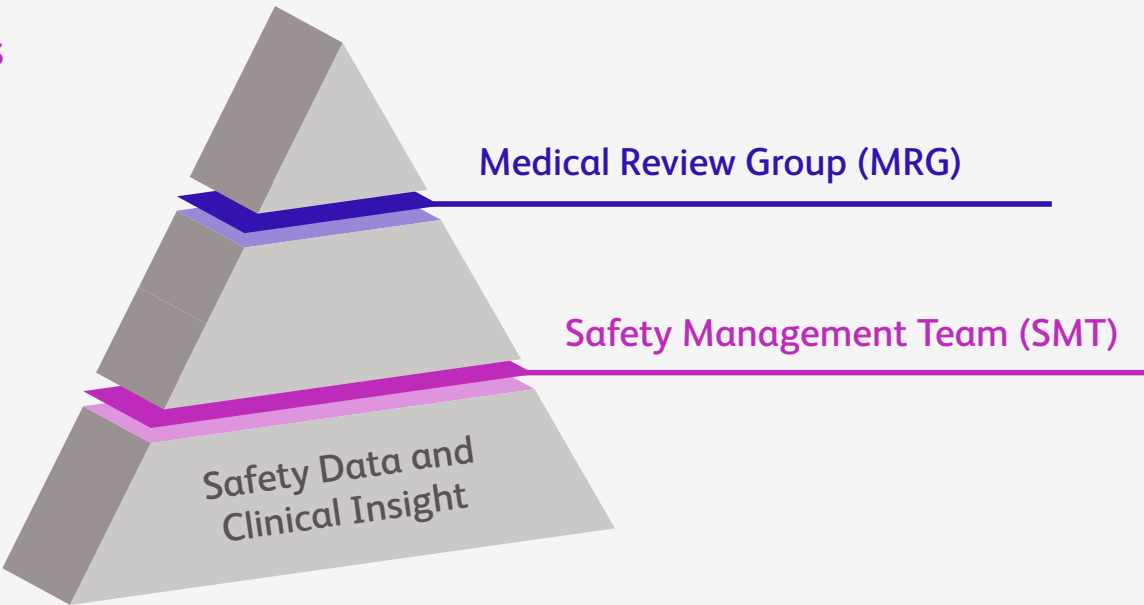 Medical Review Group (MRG)
Safety Management Team (SMT)
Safety Data and
Clinical Insight